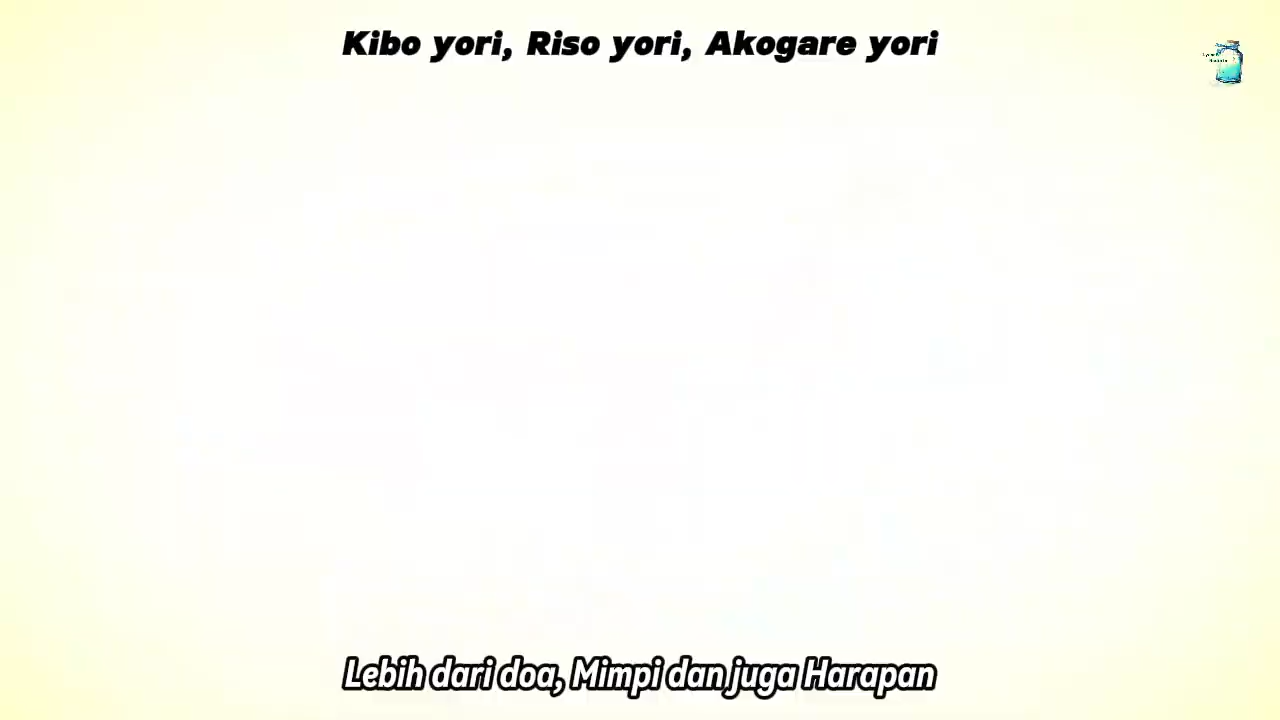 Kibo yori, Riso yori, Akogare yori
Lebih dari doa, Mimpi dan juga Harapan